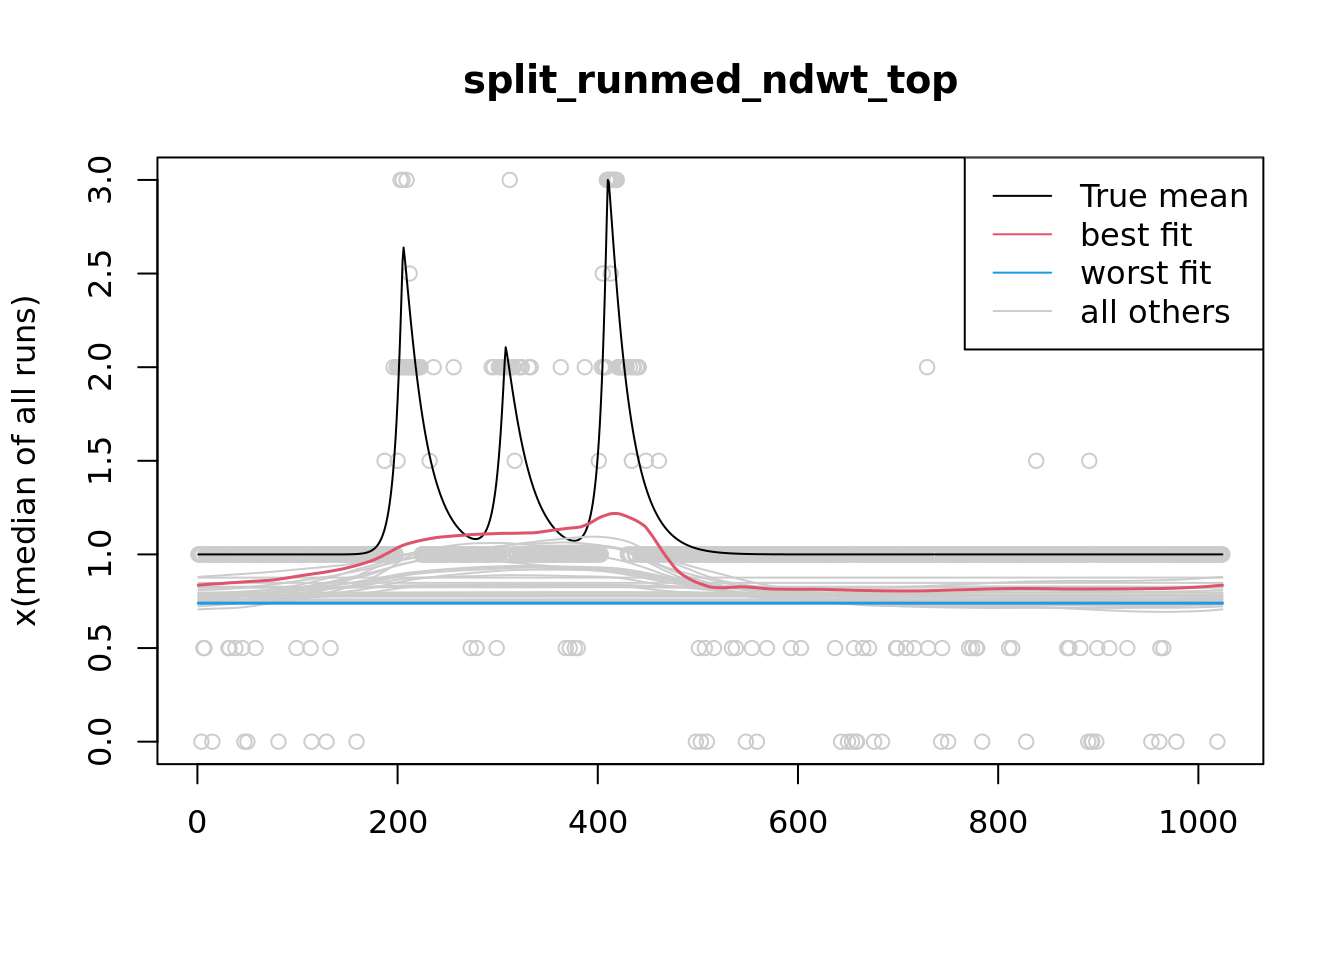 split_runmed_ndwt_top
x(median of all runs)
3.0
2.5
2.0
1.5
1.0
0.5
0.0
True mean
best fit
worst fit
all others
0 200 400 600 800 1000